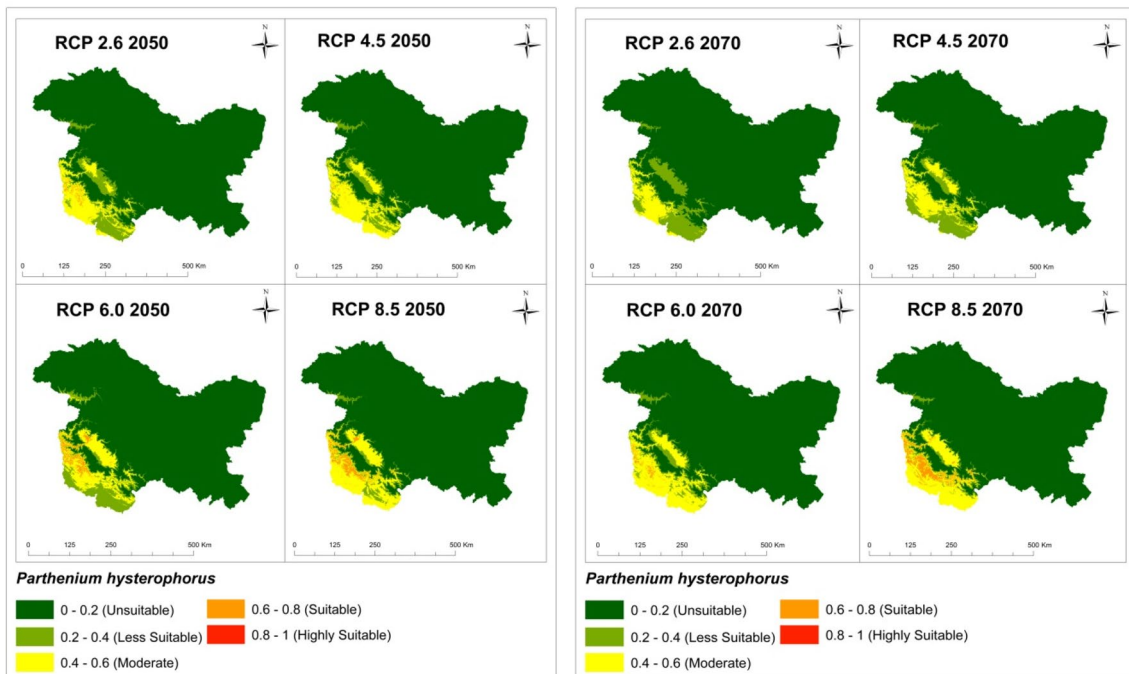 RCP 2.6 2050
N
RCP 4.5 2050
N
0 125 250 500 Km
0 125 250 500 Km
RCP 6.0 2050
N
RCP 8.5 2050
N
0 125 250 500 Km
0 125 250 500 Km
Parthenium hysterophorus
0 - 0.2 (Unsuitable)
0.2 - 0.4 (Less Suitable)
0.4 - 0.6 (Moderate)
0.6 - 0.8 (Suitable)
0.8 - 1 (Highly Suitable)
RCP 2.6 2070
N
RCP 4.5 2070
N
0 125 250 500 Km
0 125 250 500 Km
RCP 6.0 2070
N
RCP 8.5 2070
N
0 125 250 500 Km
0 125 250 500 Km
Parthenium hysterophorus
0 - 0.2 (Unsuitable)
0.2 - 0.4 (Less Suitable)
0.4 - 0.6 (Moderate)
0.6 - 0.8 (Suitable)
0.8 - 1 (Highly Suitable)